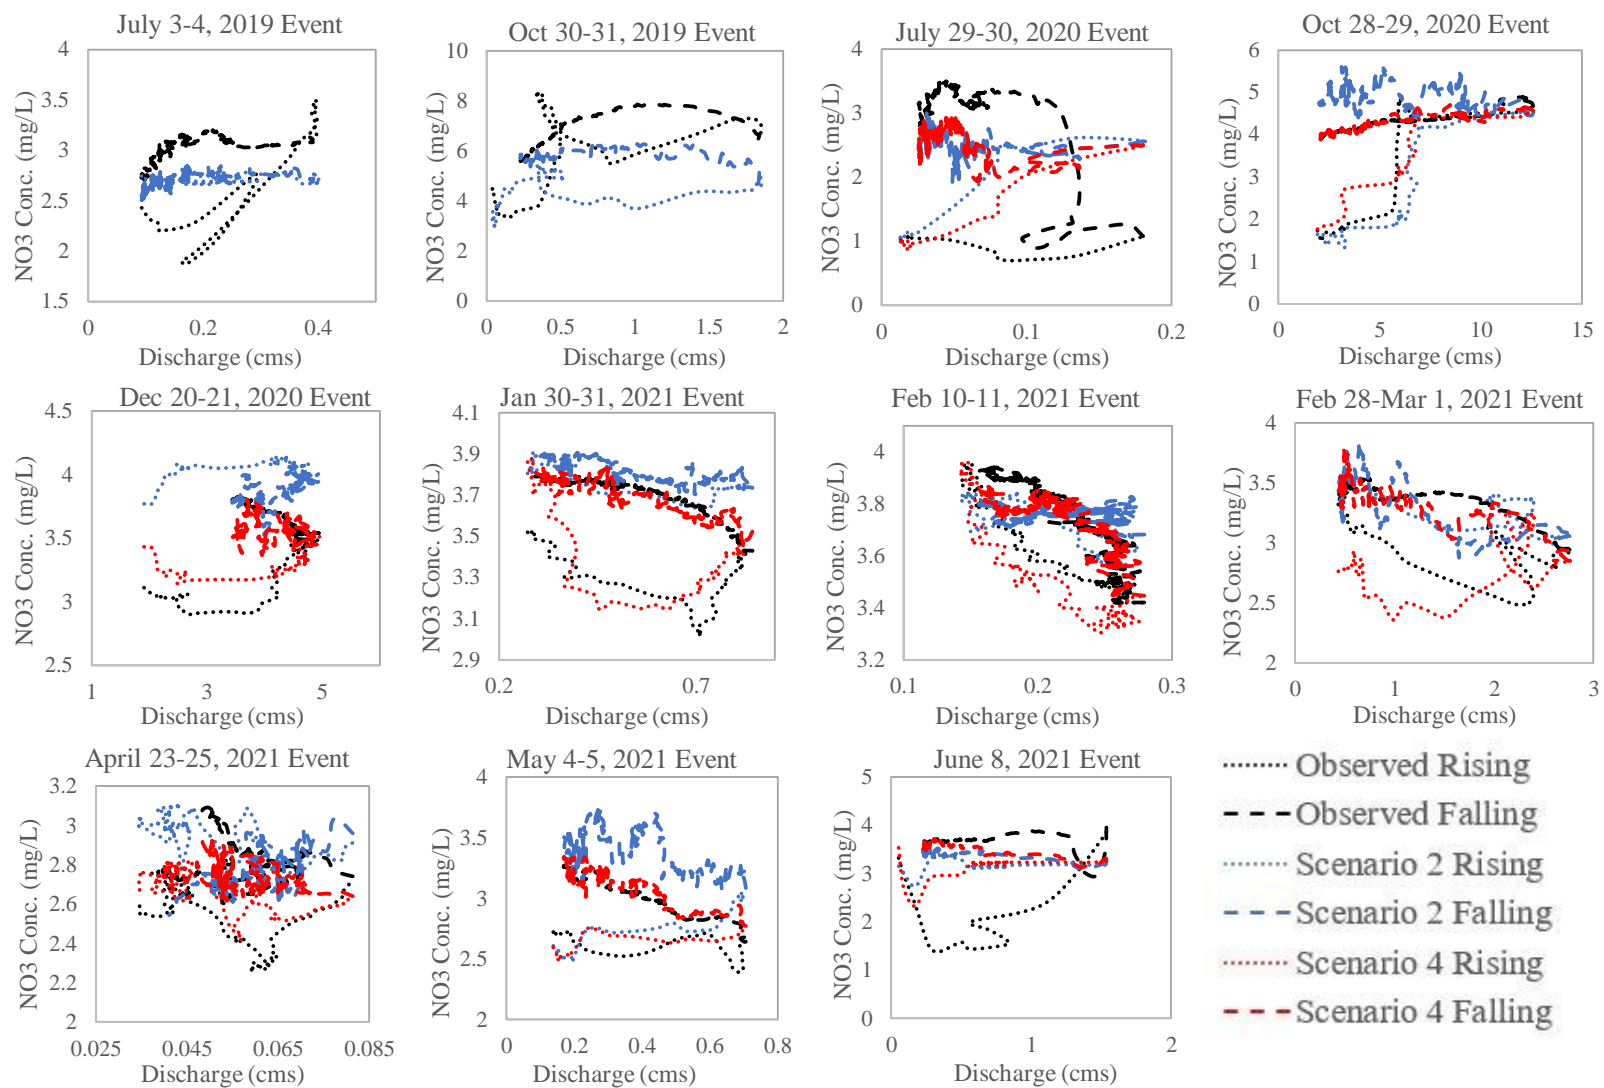 July 3-4, 2019 Event
NO3 Conc. (mg/L)
4
3.5
3
2.5
2
1.5
0
0.2
0.4
Discharge (cms)
Oct 30-31, 2019 Event
NO3 Conc. (mg/L)
10
8
6
4
2
0
0
0.5
1
1.5
2
Discharge (cms)
July 29-30, 2020 Event
NO3 Conc. (mg/L)
4
3
2
1
0
0
0.1
0.2
Discharge (cms)
Oct 28-29, 2020 Event
NO3 Conc. (mg/L)
6
5
4
3
2
1
0
0
5
10
15
Discharge (cms)
Dec 20-21, 2020 Event
NO3 Conc. (mg/L)
4.5
4
3.5
3
2.5
1
3
5
Discharge (cms)
Jan 30-31, 2021 Event
NO3 Conc. (mg/L)
4.1
3.9
3.7
3.5
3.3
3.1
2.9
0.2
0.7
Discharge (cms)
Feb 10-11, 2021 Event
NO3 Conc. (mg/L)
4
3.8
3.6
3.4
3.2
0.1
0.2
0.3
Discharge (cms)
Feb 28-Mar 1, 2021 Event
NO3 Conc. (mg/L)
4
3.5
3
2.5
2
0
1
2
3
Discharge (cms)
April 23-25, 2021 Event
NO3 Conc. (mg/L)
3.2
3
2.8
2.6
2.4
2.2
2
0.025
0.045
0.065
0.085
Discharge (cms)
May 4-5, 2021 Event
NO3 Conc. (mg/L)
4
3.5
3
2.5
2
0
0.2
0.4
0.6
0.8
Discharge (cms)
June 8, 2021 Event
NO3 Conc. (mg/L)
5
4
3
2
1
0
0
1
2
Discharge (cms)
Observed Rising
Observed Falling
Scenario 2 Rising
Scenario 2 Falling
Scenario 4 Rising
Scenario 4 Falling